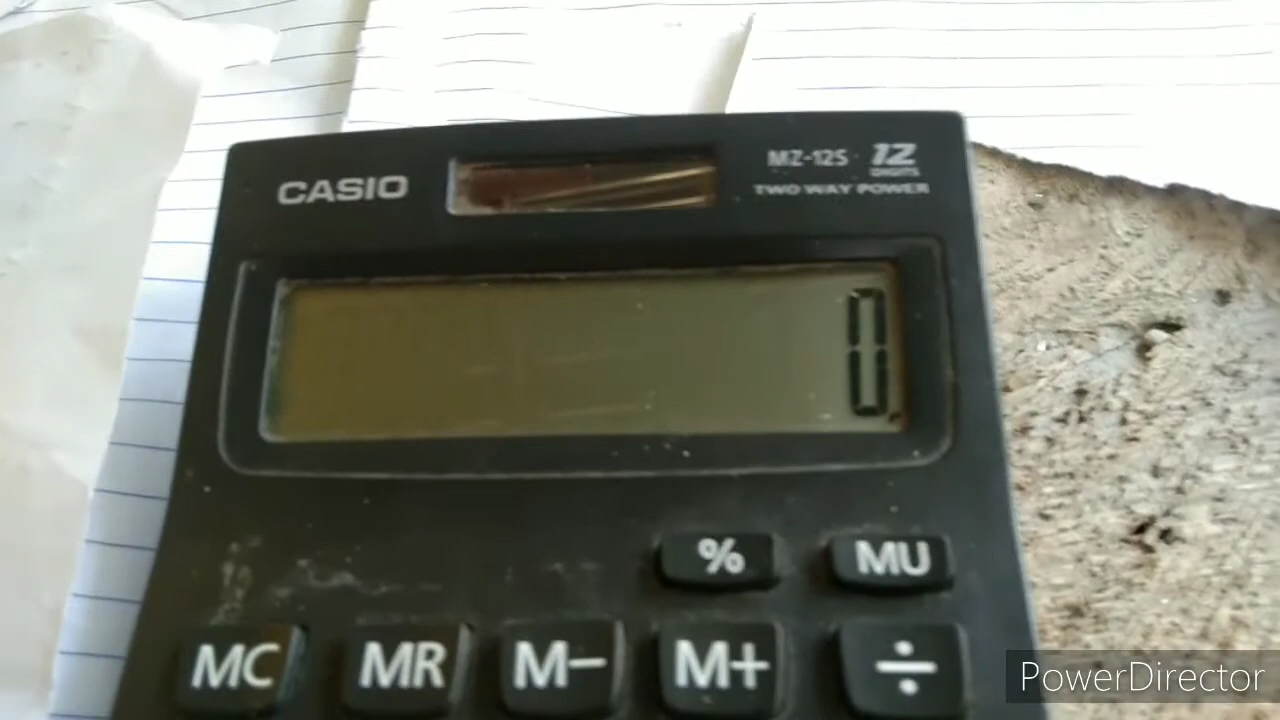 CASIO
MZ-12S 12
DIGITS
TWO WAY POWER
0.
% MU
MC MR M− M+ ÷
PowerDirector